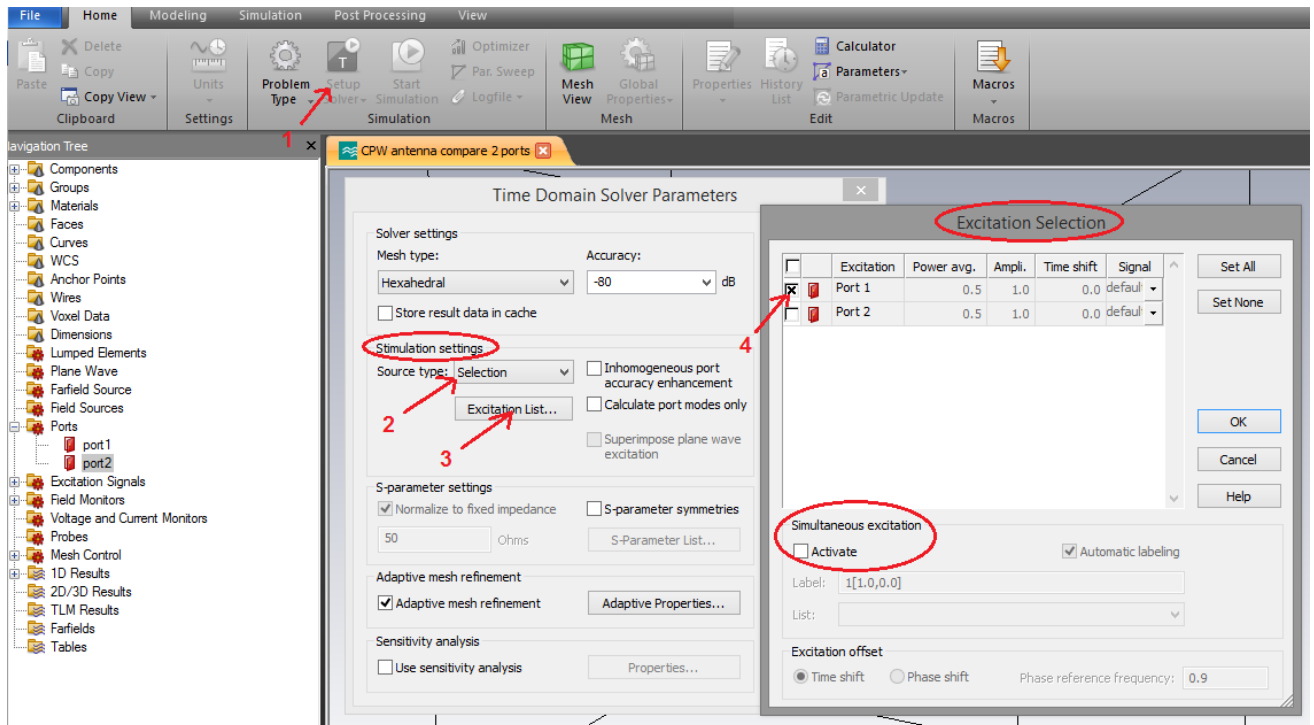 File Home Modeling Simulation Post Processing View
Paste
Delete
Copy
Copy View
Clipboard
Units
Settings
Problem Type
Setup Solver
Start Simulation
Optimizer
Par. Sweep
Logfile
Simulation
Mesh View
Global Properties
Mesh
Properties
History List
Calculator
Parameters
Parametric Update
Edit
Macros
Macros
1
avigation Tree
Components
Groups
Materials
Faces
Curves
WCS
Anchor Points
Wires
Voxel Data
Dimensions
Lumped Elements
Plane Wave
Farfield Source
Field Sources
Ports
port1
port2
Excitation Signals
Field Monitors
Voltage and Current Monitors
Probes
Mesh Control
1D Results
2D/3D Results
TLM Results
Farfields
Tables
CPW antenna compare 2 ports
Time Domain Solver Parameters
Solver settings
Mesh type: Accuracy:
Hexahedral -80 dB
Store result data in cache
Stimulation settings
Source type: Selection
Inhomogeneous port
accuracy enhancement
Excitation List...
Calculate port modes only
2
3
Superimpose plane wave
excitation
S-parameter settings
Normalize to fixed impedance S-parameter symmetries
50 Ohms S-Parameter List...
Adaptive mesh refinement
Adaptive mesh refinement Adaptive Properties...
Sensitivity analysis
Use sensitivity analysis Properties...
Excitation Selection
Excitation Power avg. Ampli. Time shift Signal
Port 1 0.5 1.0 0.0 defaul
Port 2 0.5 1.0 0.0 defaul
4
Set All
Set None
OK
Cancel
Help
Simultaneous excitation
Activate Automatic labeling
Label: 1[1.0,0.0]
List:
Excitation offset
Time shift Phase shift Phase reference frequency: 0.9